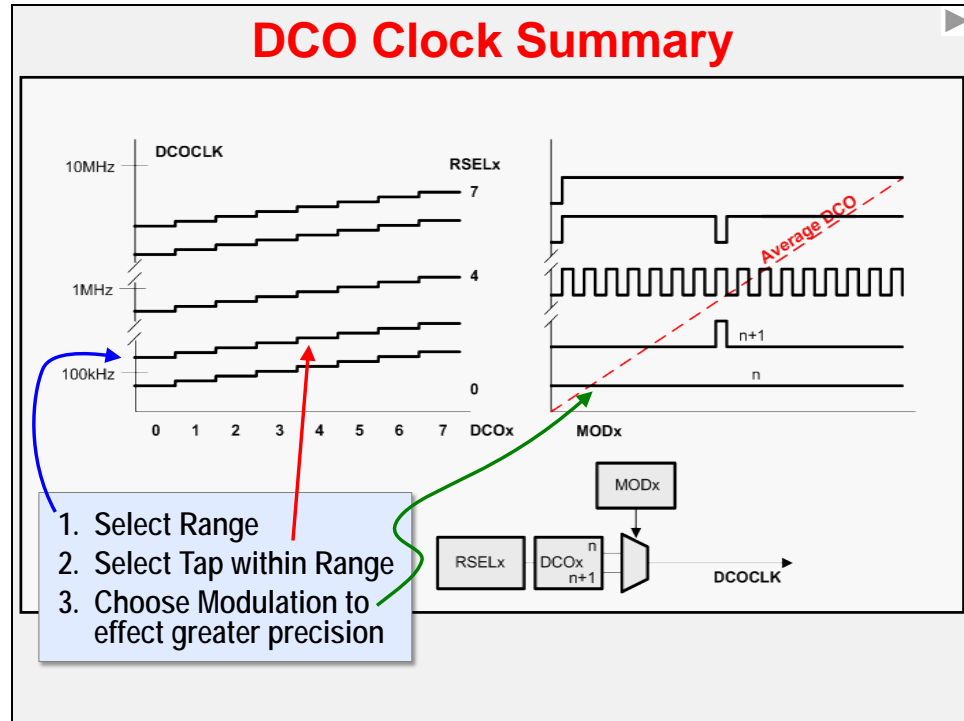 DCO Clock Summary
DCOCLK
10MHz
1MHz
100kHz
RSELx
7
4
0
0 1 2 3 4 5 6 7 DCOx
Average DCO
n+1
n
MODx
1. Select Range
2. Select Tap within Range
3. Choose Modulation to
effect greater precision
MODx
RSELx
DCOx
n
n+1
DCOCLK